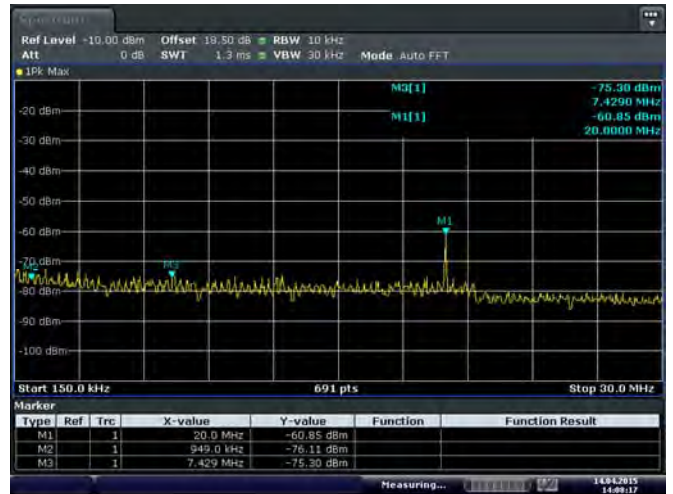 Spectrum
Ref Level -10.00 dBm Offset 18.50 dB RBW 10 kHz
Att 0 dB SWT 1.3 ms VBW 30 kHz Mode Auto FFT
1Pk Max
M3[1] -75.30 dBm
7.4290 MHz
-20 dBm
M1[1] -60.85 dBm
20.0000 MHz
-30 dBm
-40 dBm
-50 dBm
M1
-60 dBm
-70 dBm
M2 M3
-80 dBm
-90 dBm
-100 dBm
Start 150.0 kHz 691 pts Stop 30.0 MHz
Marker
Type Ref Trc X-value Y-value Function Function Result
M1 1 20.0 MHz -60.85 dBm
M2 1 949.0 kHz -76.11 dBm
M3 1 7.429 MHz -75.30 dBm
Measuring... 14.04.2015
14:08:17